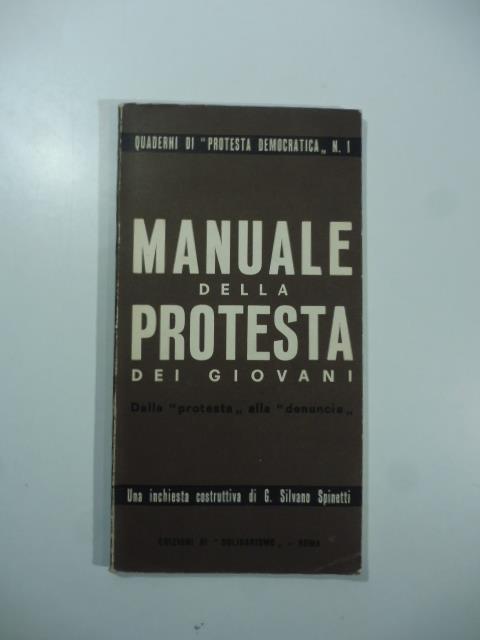 QUADERNI DI "PROTESTA DEMOCRATICA„ N. 1
MANUALE
DELLA
PROTESTA
DEI GIOVANI
Dalla "protesta„ alla "denuncia„
Una inchiesta costruttiva di G. Silvano Spinetti
EDIZIONI DI "SOLIDARISMO„ - ROMA